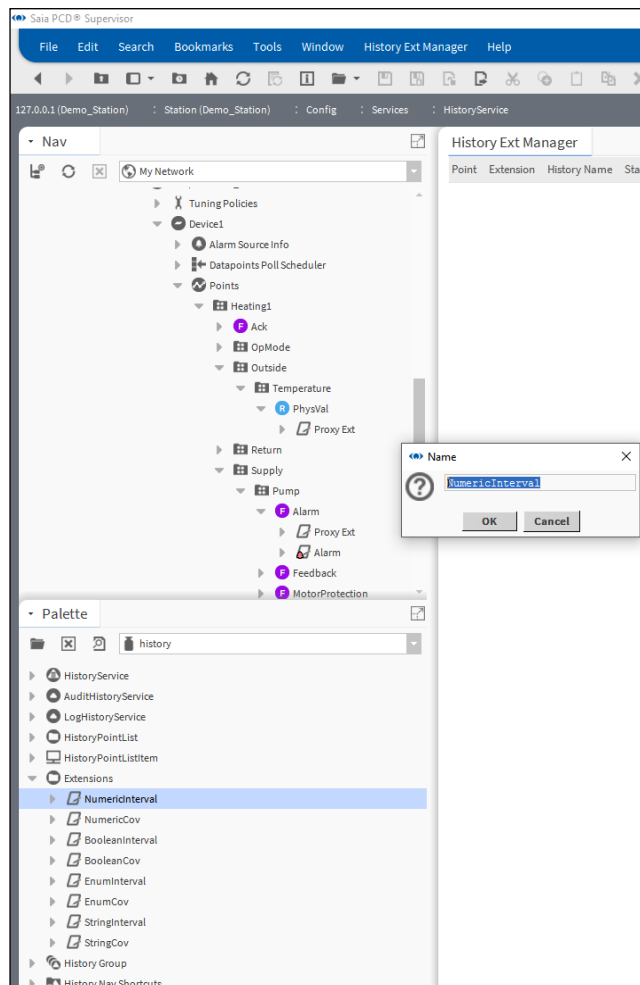 Saia PCD® Supervisor
File Edit Search Bookmarks Tools Window History Ext Manager Help
127.0.0.1 (Demo_Station) : Station (Demo_Station) : Config : Services : HistoryService
Nav
My Network
Tuning Policies
Device1
Alarm Source Info
Datapoints Poll Scheduler
Points
Heating1
F Ack
OpMode
Outside
Temperature
R PhysVal
Proxy Ext
Return
Supply
Pump
F Alarm
Proxy Ext
Alarm
F Feedback
F MotorProtection
History Ext Manager
Point Extension History Name Sta
Name
NumericInterval
OK Cancel
Palette
history
HistoryService
AuditHistoryService
LogHistoryService
HistoryPointList
HistoryPointListItem
Extensions
NumericInterval
NumericCov
BooleanInterval
BooleanCov
EnumInterval
EnumCov
StringInterval
StringCov
History Group
History Nav Shortcuts